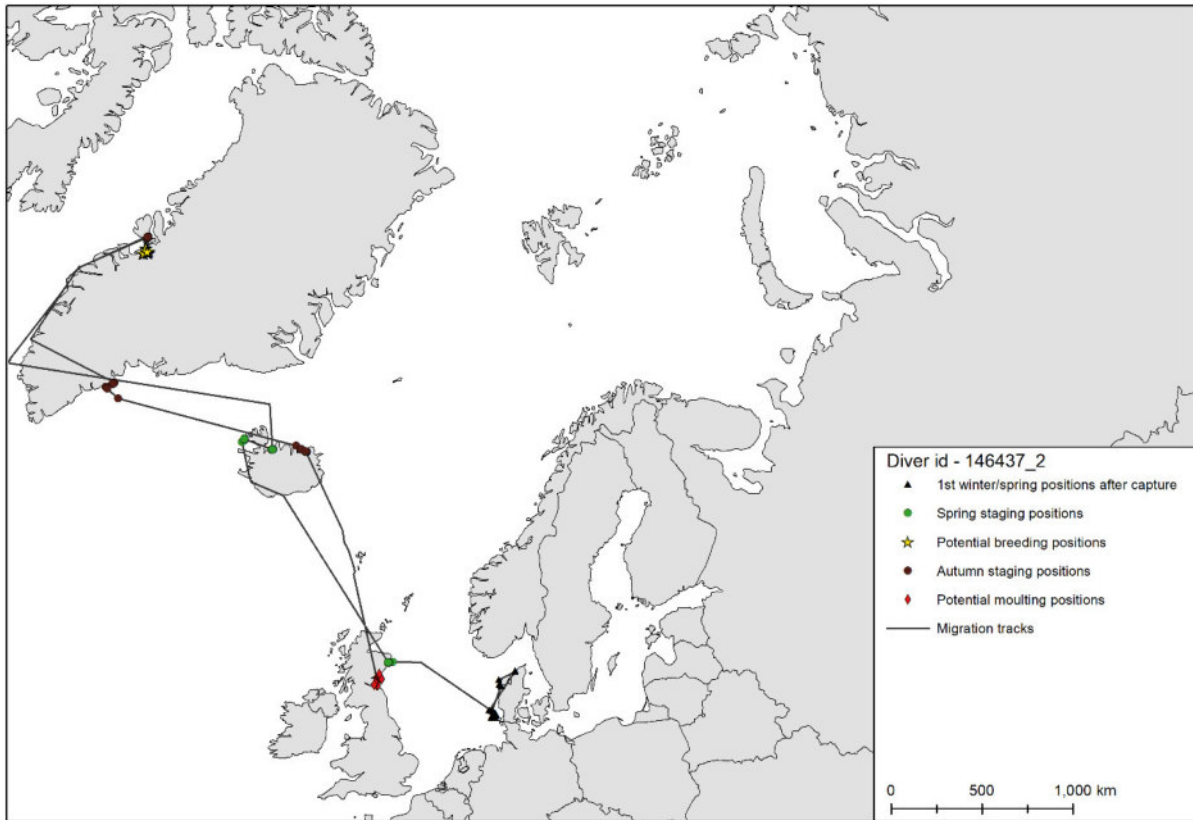 Diver id - 146437_2
1st winter/spring positions after capture
Spring staging positions
Potential breeding positions
Autumn staging positions
Potential moulting positions
Migration tracks
0 500 1,000 km